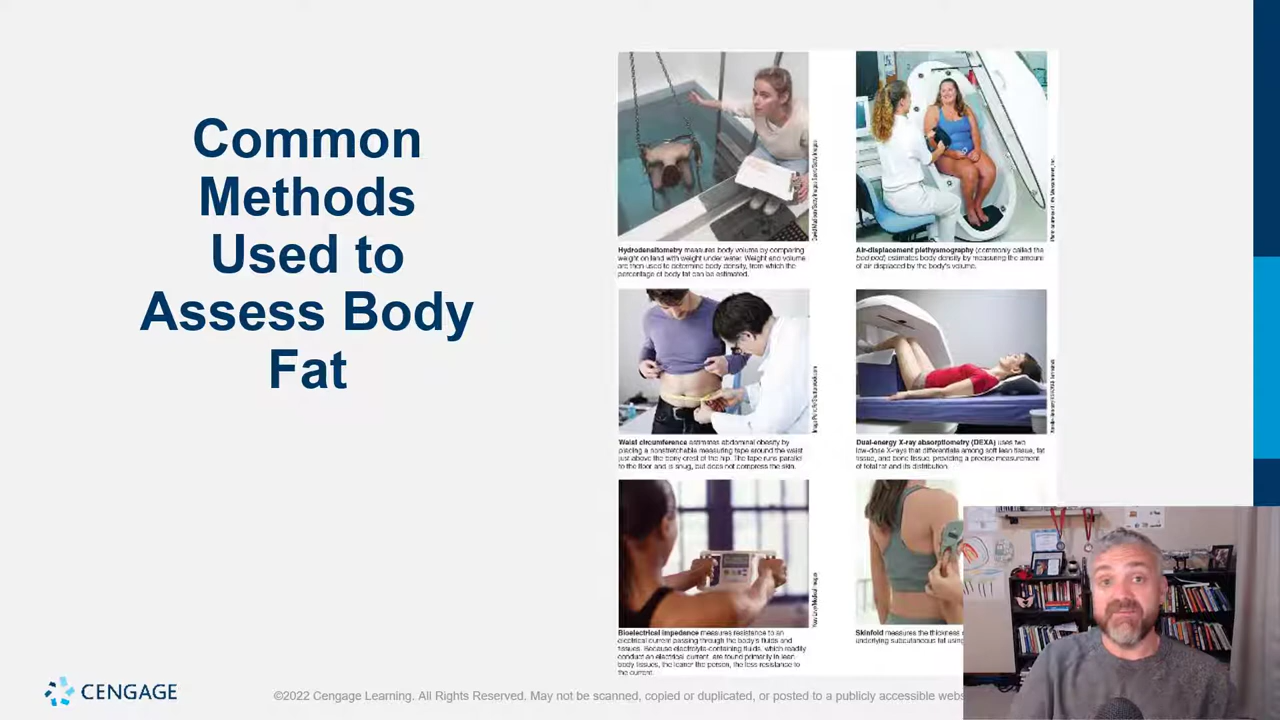 Common
Methods
Used to
Assess Body
Fat
Hydrodensitometry measures body volume by comparing
weight on land with weight under water. Weight and volume
are then used to determine body density, from which the
percentage of body fat can be estimated.
Air-displacement plethysmography (commonly called the
bod pod) estimates body density by measuring the amount
of air displaced by the body's volume.
Waist circumference estimates abdominal obesity by
placing a nonstretchable measuring tape around the waist
just above the bony crest of the hip. The tape runs parallel
to the floor and is snug, but does not compress the skin.
Dual-energy X-ray absorptiometry (DEXA) uses two
low-dose X-rays that differentiate among soft lean tissue, fat
tissue, and bone tissue, providing a precise measurement
of total fat and its distribution.
Bioelectrical impedance measures resistance to an
electrical current passing through the body's fluids and
tissues. Because electrolyte-containing fluids, which readily
conduct an electrical current, are found primarily in lean
body tissues, the leaner the person, the less resistance to
the current.
Skinfold measures the thickness
underlying subcutaneous fat using
CENGAGE
©2022 Cengage Learning. All Rights Reserved. May not be scanned, copied or duplicated, or posted to a publicly accessible